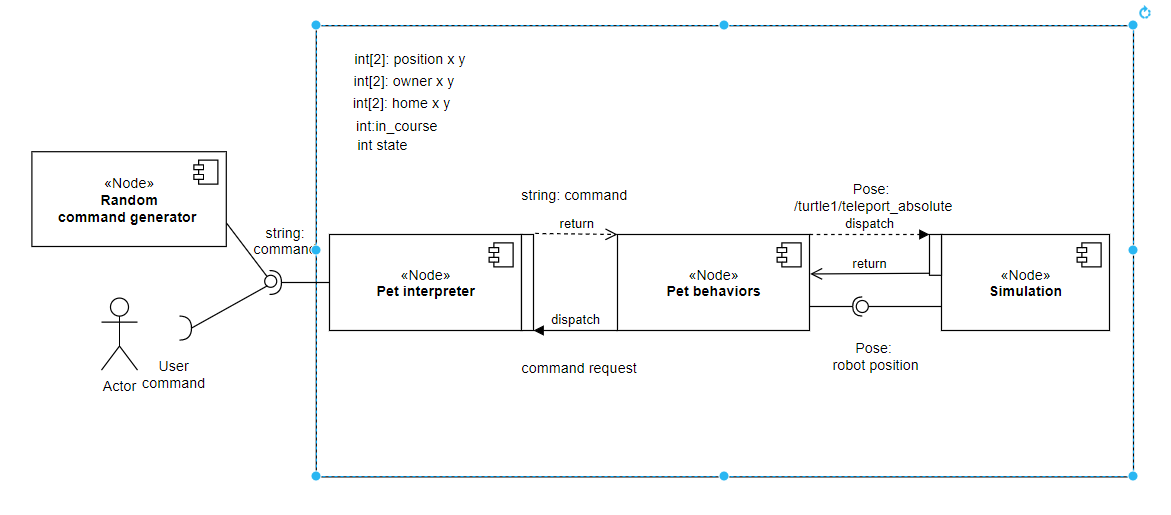 int[2]: position x y
int[2]: owner x y
int[2]: home x y
int:in_course
int state
«Node»
Random
command generator
string:
command
User
command
Actor
«Node»
Pet interpreter
string: command
return
dispatch
command request
«Node»
Pet behaviors
Pose:
/turtle1/teleport_absolute
dispatch
return
Pose:
robot position
«Node»
Simulation